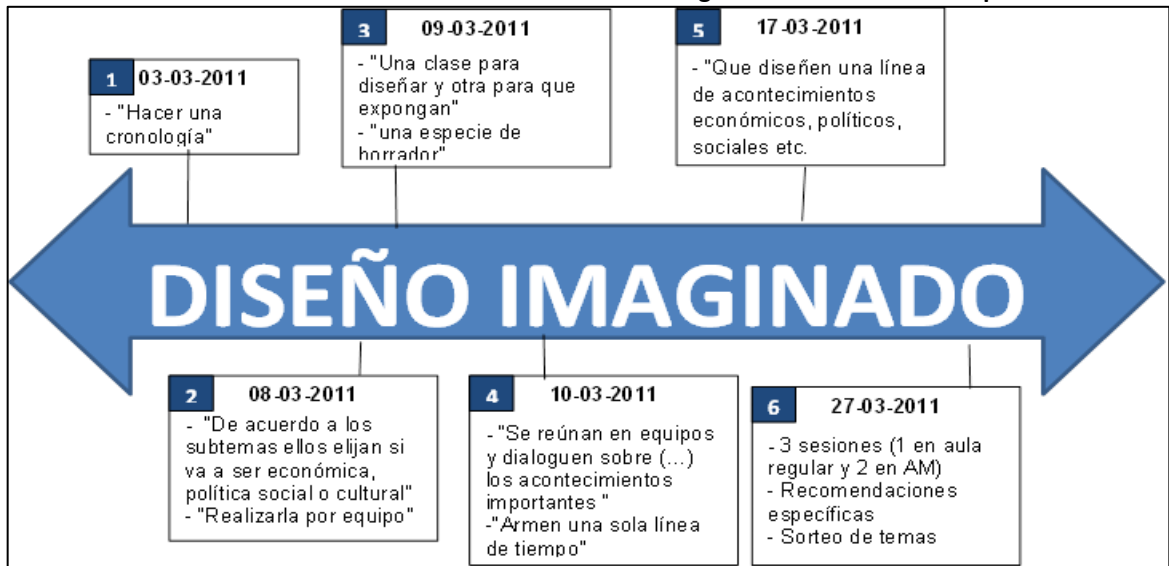 1 03-03-2011
- "Hacer una
cronología"
3 09-03-2011
- "Una clase para
diseñar y otra para que
expongan"
- "una especie de
borrador"
5 17-03-2011
- "Que diseñen una línea
de acontecimientos
económicos, políticos,
sociales etc.
DISEÑO IMAGINADO
2 08-03-2011
- "De acuerdo a los
subtemas ellos elijan si
va a ser económica,
política social o cultural"
- "Realizarla por equipo"
4 10-03-2011
- "Se reúnan en equipos
y dialoguen sobre (...)
los acontecimientos
importantes "
-"Armen una sola línea
de tiempo"
6 27-03-2011
- 3 sesiones (1 en aula
regular y 2 en AM)
- Recomendaciones
específicas
- Sorteo de temas